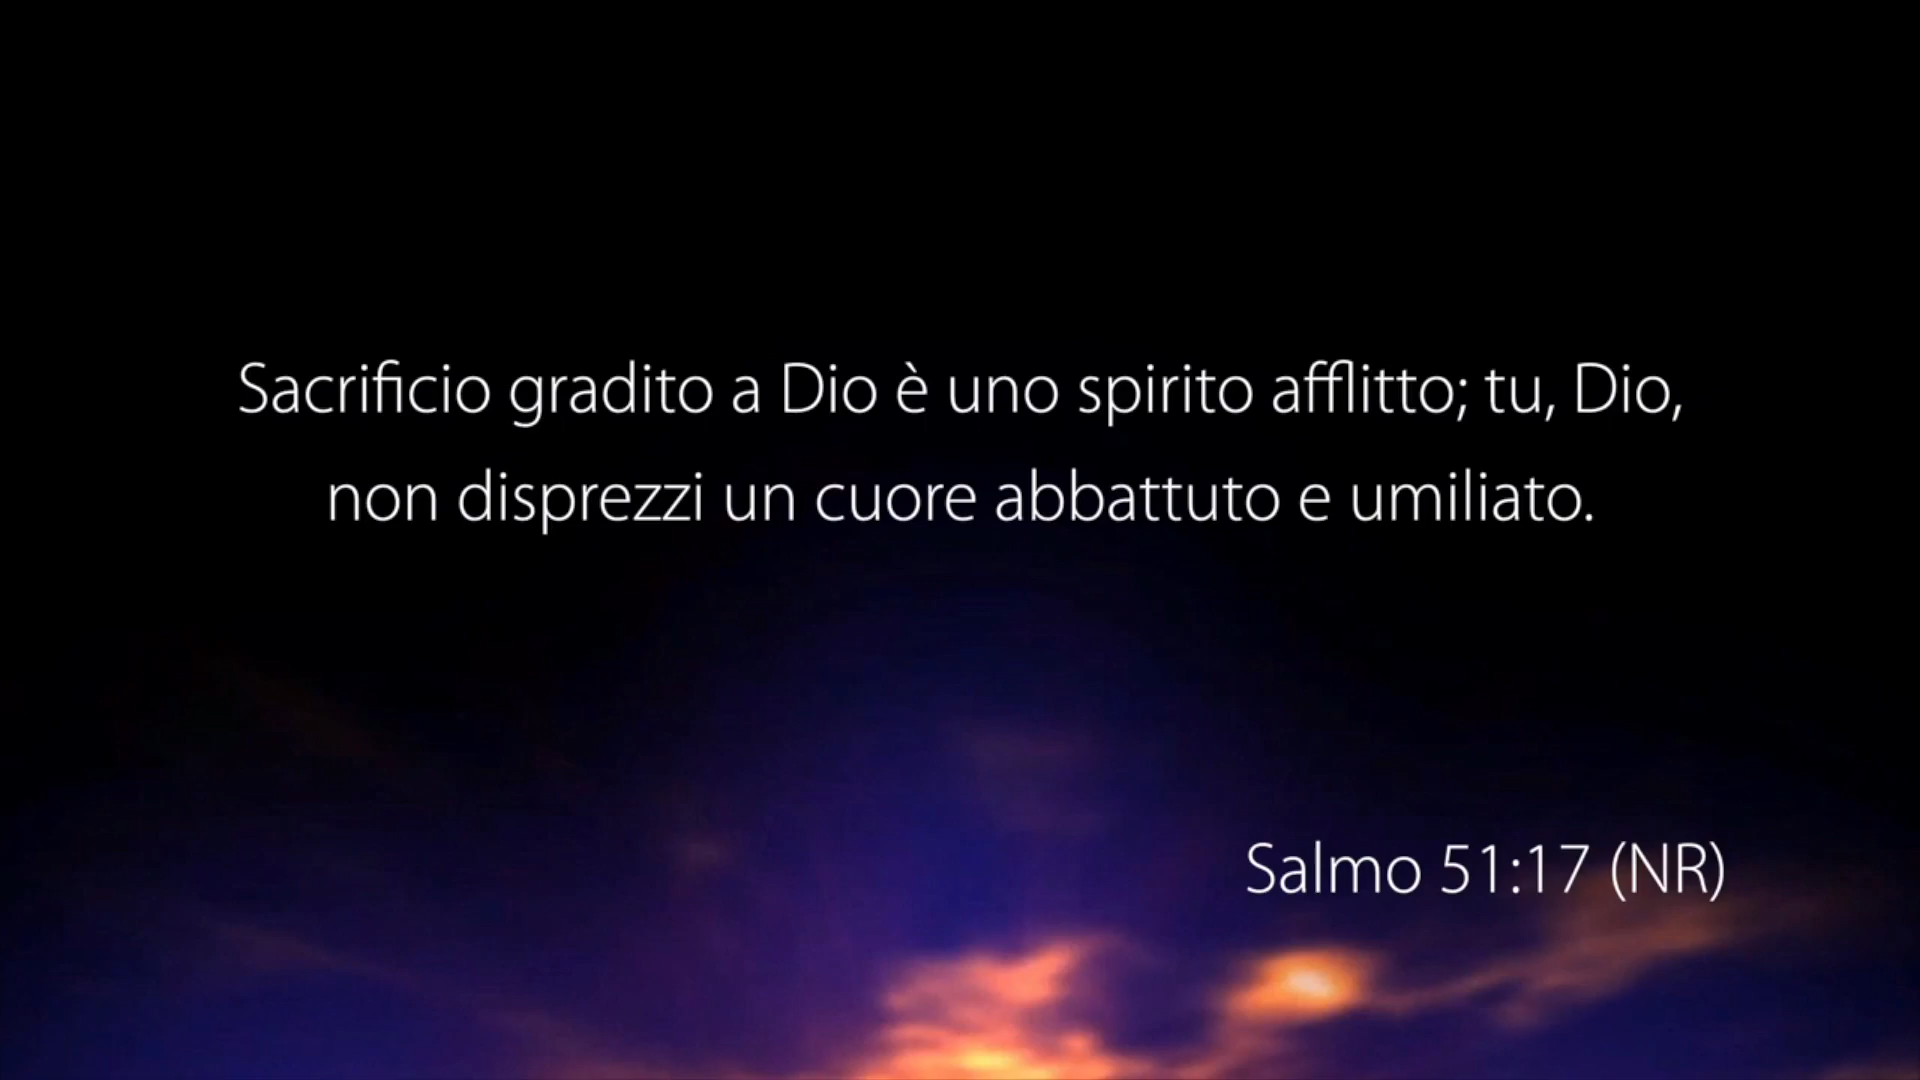 Sacrificio gradito a Dio è uno spirito afflitto; tu, Dio,
non disprezzi un cuore abbattuto e umiliato.
Salmo 51:17 (NR)